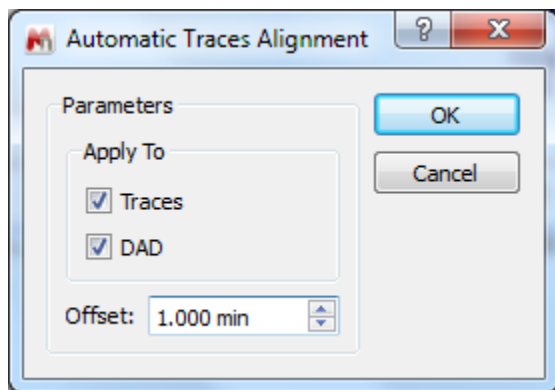 Automatic Traces Alignment
Parameters
OK
Apply To
Cancel
Traces
DAD
Offset: 1.000 min